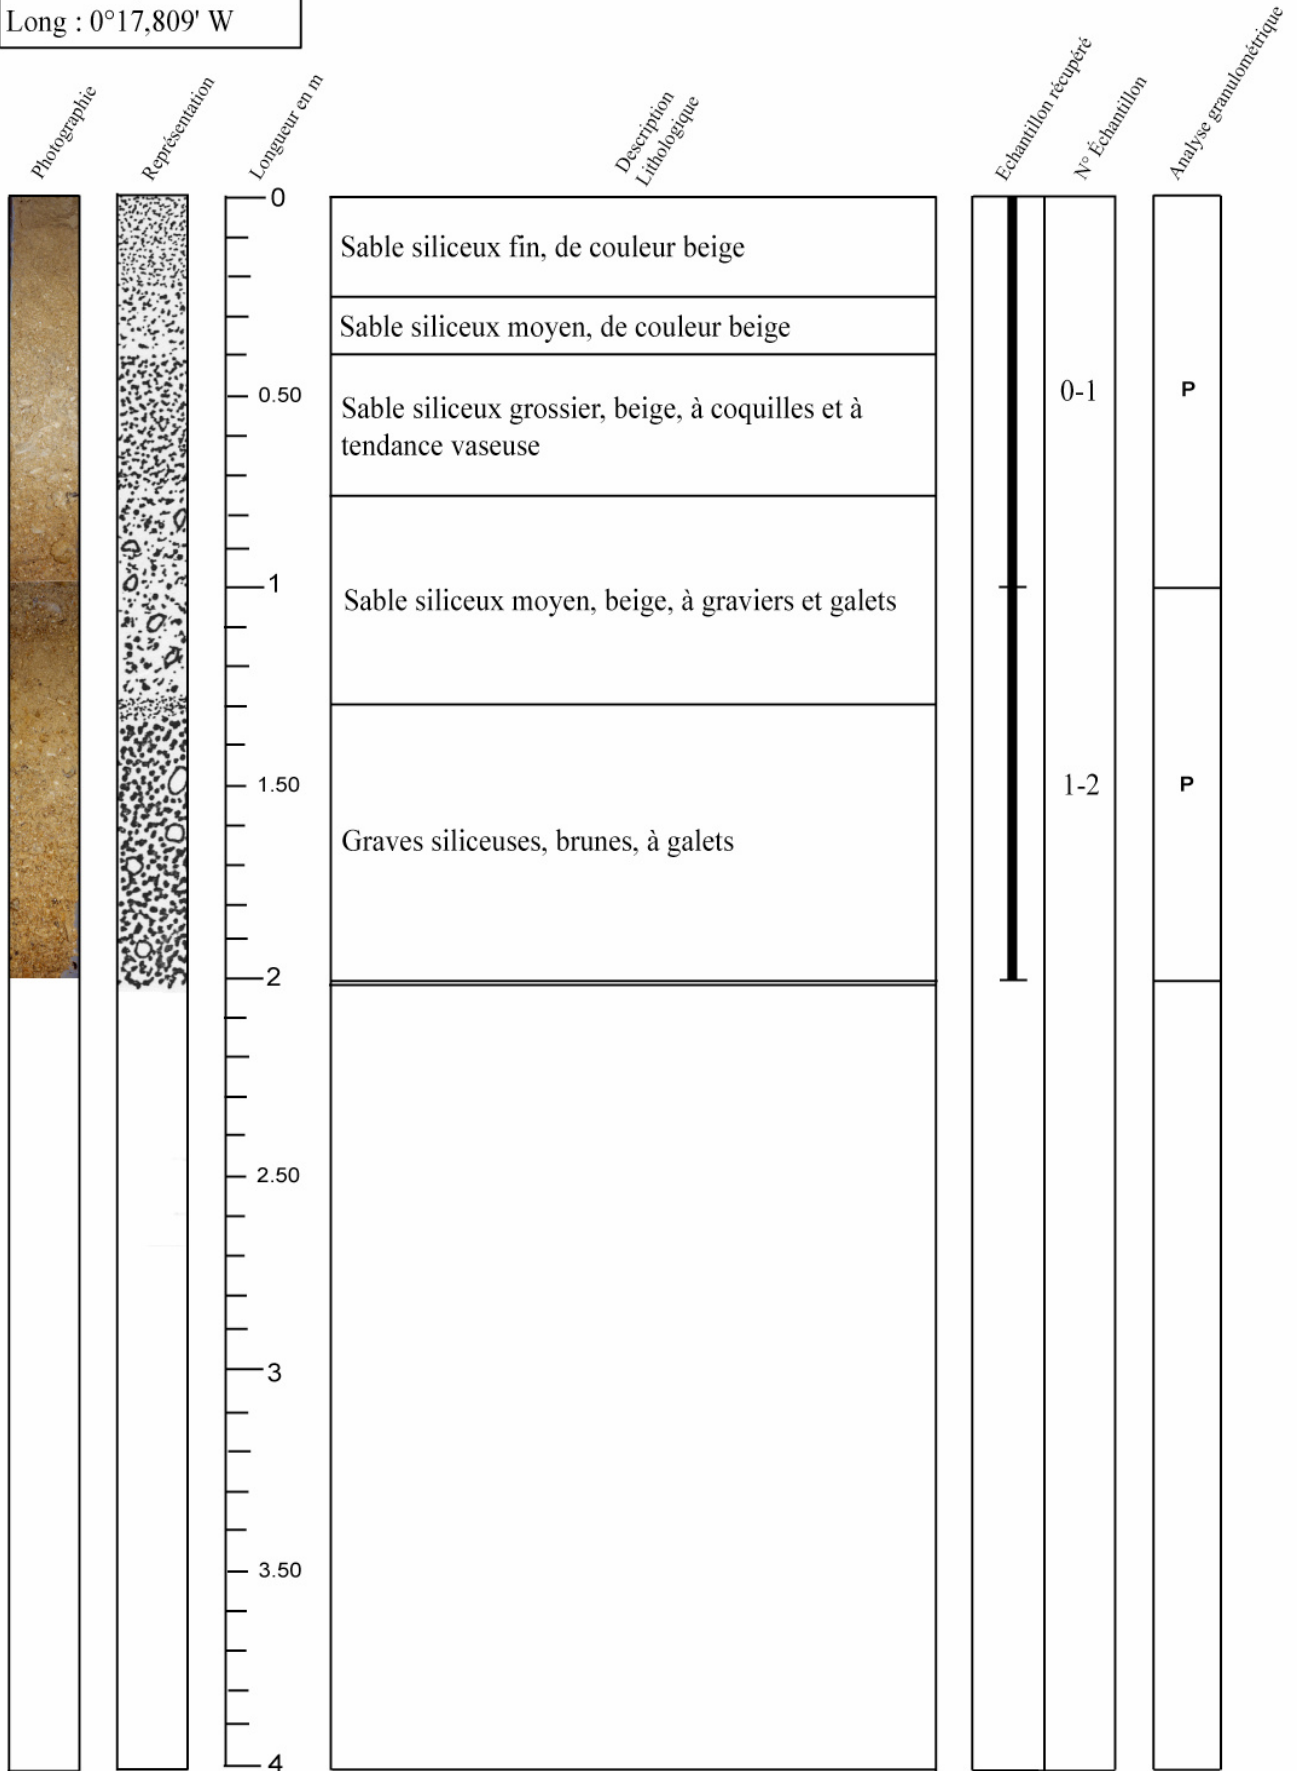 Long : 0°17,809' W
Photographie
Représentation
Longueur en m
Description
Lithologique
Echantillon récupéré
N° Échantillon
Analyse granulométrique
0
Sable siliceux fin, de couleur beige
Sable siliceux moyen, de couleur beige
0.50
Sable siliceux grossier, beige, à coquilles et à
tendance vaseuse
0-1
P
1
Sable siliceux moyen, beige, à graviers et galets
1.50
1-2
P
Graves siliceuses, brunes, à galets
2
2.50
3
3.50
4